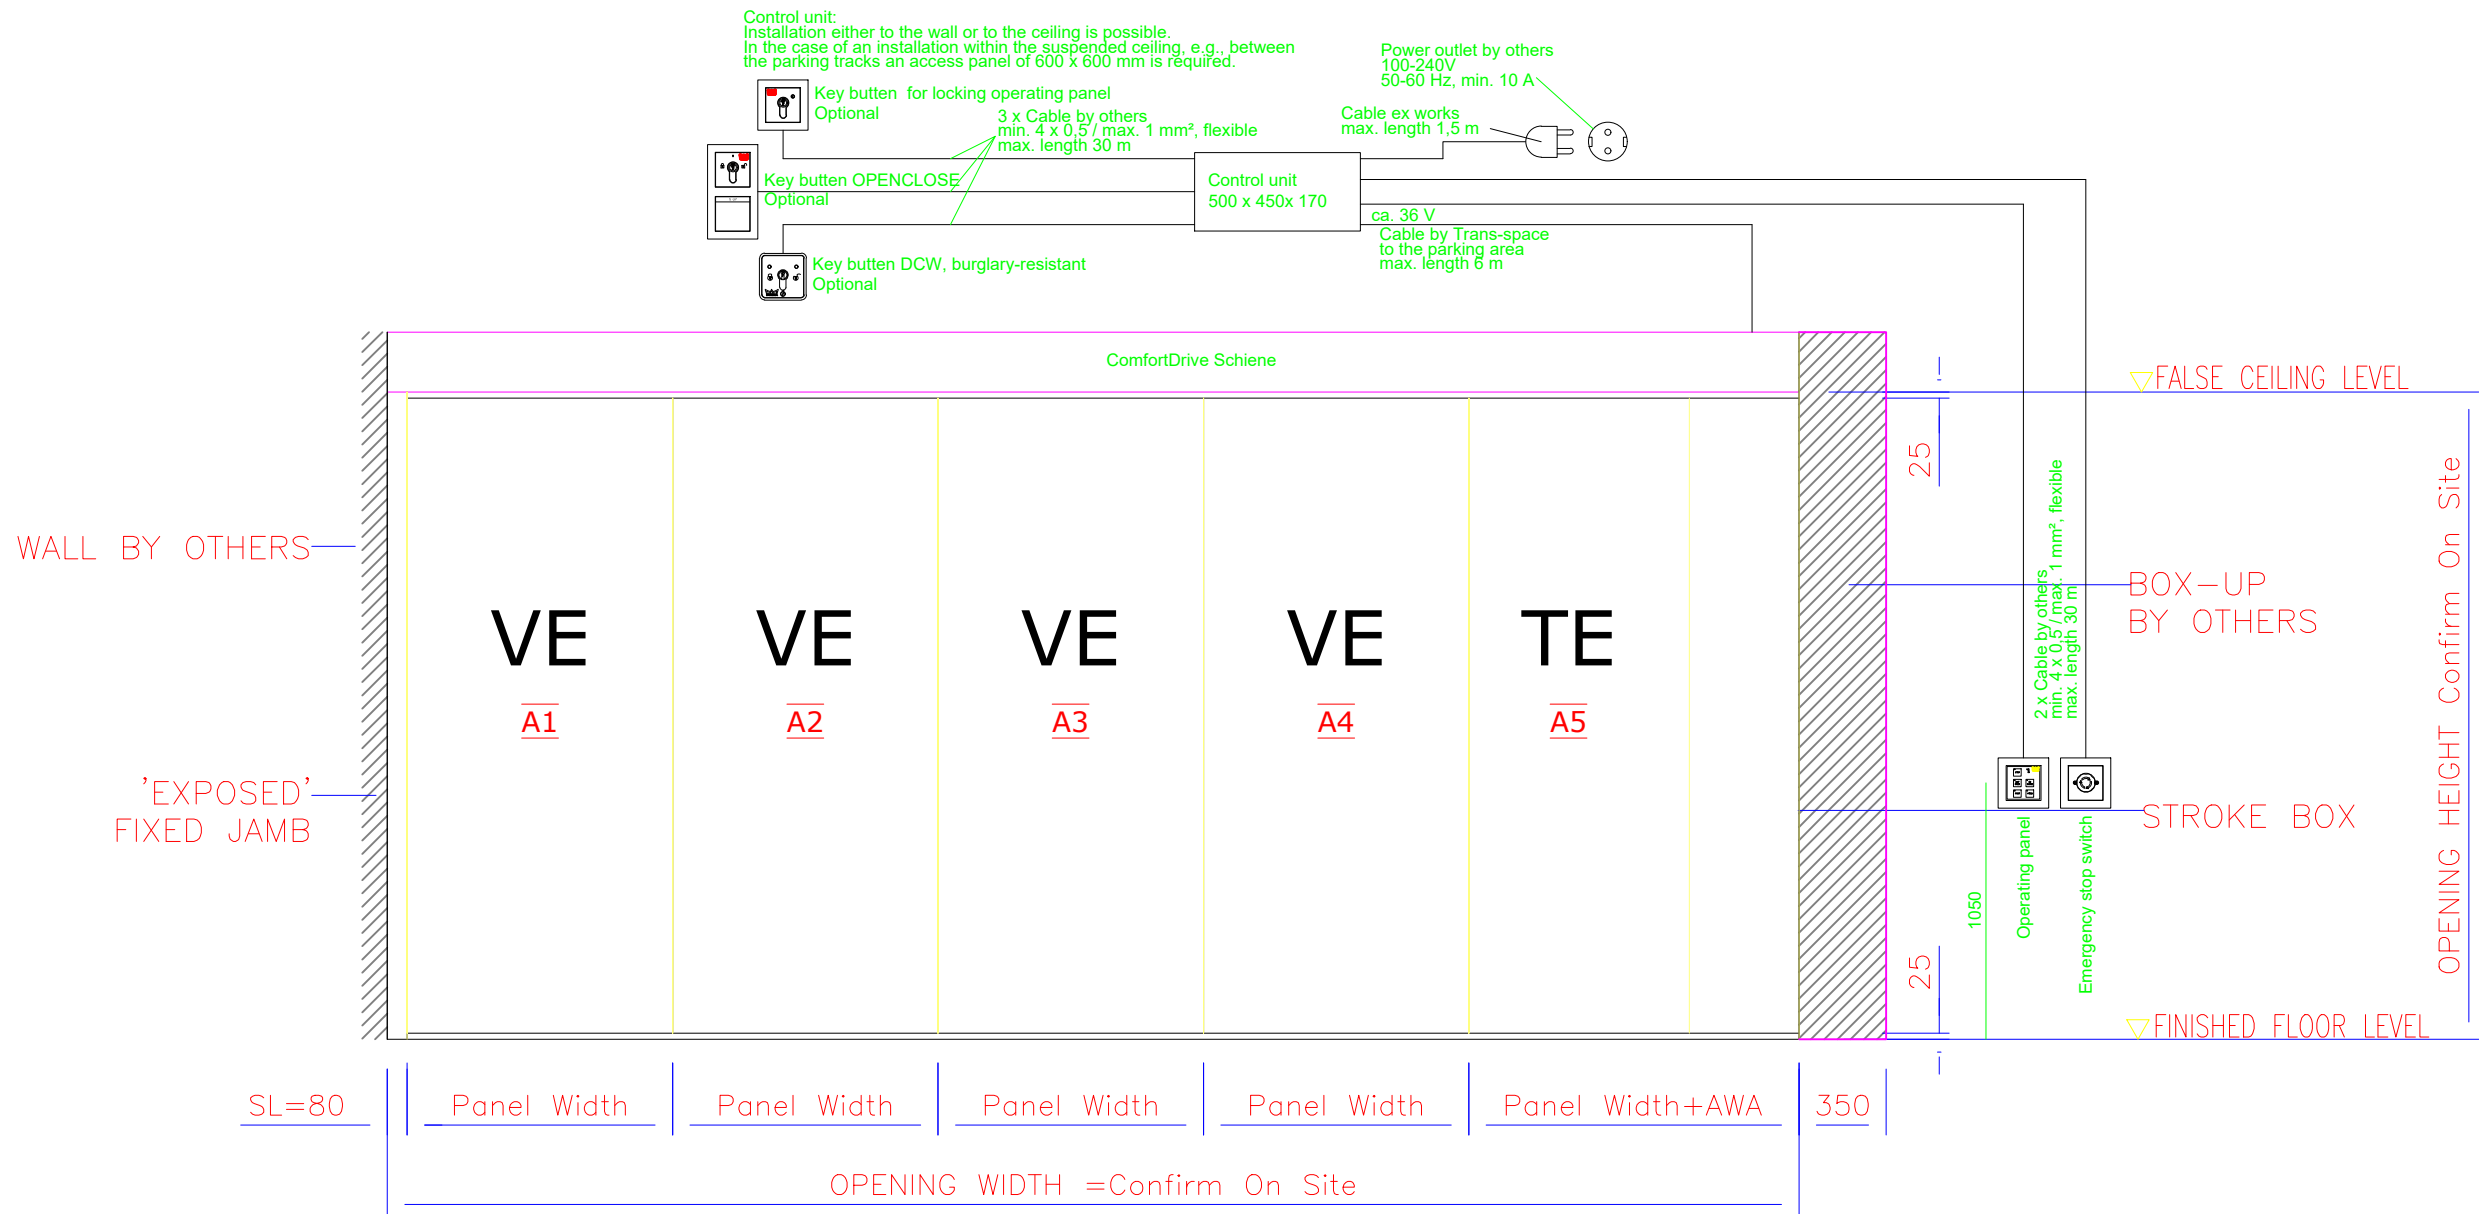 Control unit:
Installation either to the wall or to the ceiling is possible.
In the case of an installation within the suspended ceiling, e.g., between
the parking tracks an access panel of 600 x 600 mm is required.
Power outlet by others
100-240V
50-60 Hz, min. 10 A
Key butten for locking operating panel
Optional
3 x Cable by others
min. 4 x 0,5 / max. 1 mm², flexible
max. length 30 m
Cable ex works
max. length 1,5 m
Key butten OPENCLOSE
Optional
Control unit
500 x 450x 170
ca. 36 V
Cable by Trans-space
to the parking area
max. length 6 m
Key butten DCW, burglary-resistant
Optional
ComfortDrive Schiene
FALSE CEILING LEVEL
25
WALL BY OTHERS
'EXPOSED'
FIXED JAMB
VE
A1
VE
A2
VE
A3
VE
A4
TE
A5
2 x Cable by others
min. 4 x 0,5 / max. 1 mm², flexible
max. length 30 m
BOX-UP
BY OTHERS
STROKE BOX
OPENING HEIGHT Confirm On Site
1050
Operating panel
Emergency stop switch
25
FINISHED FLOOR LEVEL
SL=80
Panel Width
Panel Width
Panel Width
Panel Width
Panel Width+AWA
350
OPENING WIDTH =Confirm On Site